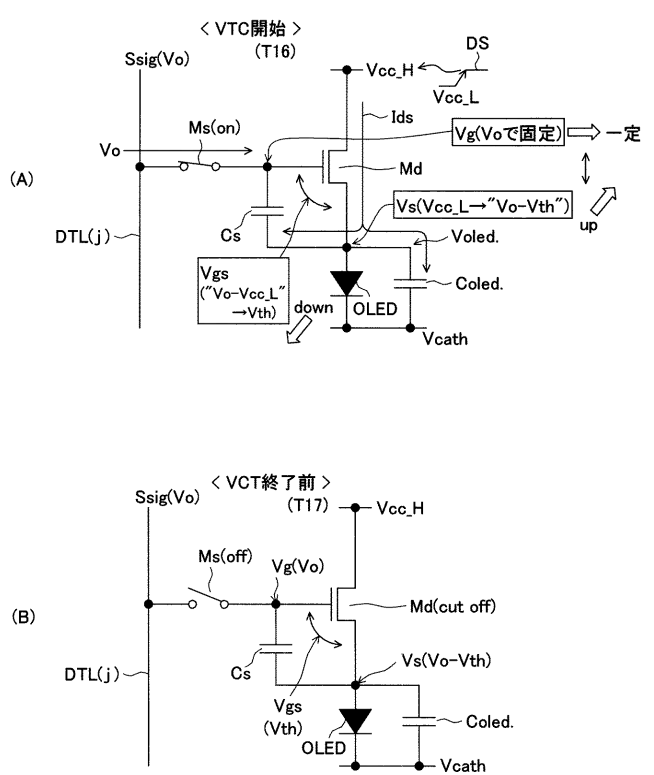 < VTC開始 >
(T16)
Ssig(Vo)
Vcc_H
DS
Vcc_L
Ids
Ms(on)
Vo
Vg(Voで固定)
一定
Md
(A)
Vs(Vcc_L→"Vo−Vth")
up
Cs
DTL(j)
Voled.
Vgs
("Vo−Vcc_L"
→Vth)
Coled.
OLED
down
Vcath
< VCT終了前 >
(T17)
Ssig(Vo)
Vcc_H
Ms(off)
Vg(Vo)
Md(cut off)
(B)
Cs
Vs(Vo−Vth)
DTL(j)
Vgs
(Vth)
Coled.
OLED
Vcath